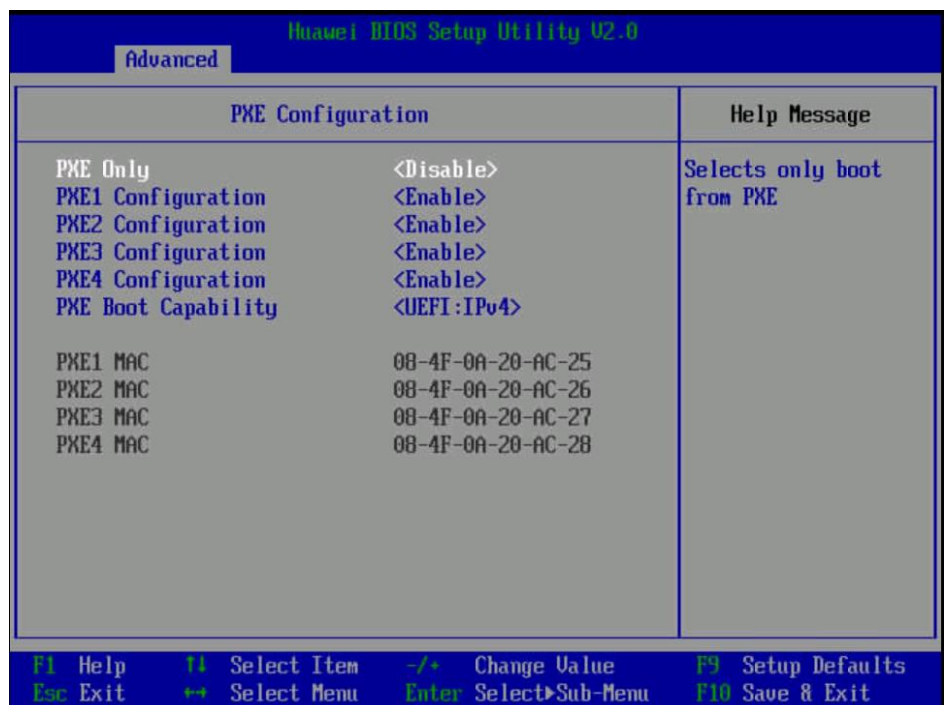 Huawei BIOS Setup Utility V2.0
Advanced
PXE Configuration
Help Message
PXE Only <Disable>
PXE1 Configuration <Enable>
PXE2 Configuration <Enable>
PXE3 Configuration <Enable>
PXE4 Configuration <Enable>
PXE Boot Capability <UEFI:IPv4>
PXE1 MAC 08-4F-0A-20-AC-25
PXE2 MAC 08-4F-0A-20-AC-26
PXE3 MAC 08-4F-0A-20-AC-27
PXE4 MAC 08-4F-0A-20-AC-28
Selects only boot
from PXE
F1 Help ↑↓ Select Item -/+ Change Value F9 Setup Defaults
Esc Exit ←→ Select Menu Enter Select▶Sub-Menu F10 Save & Exit